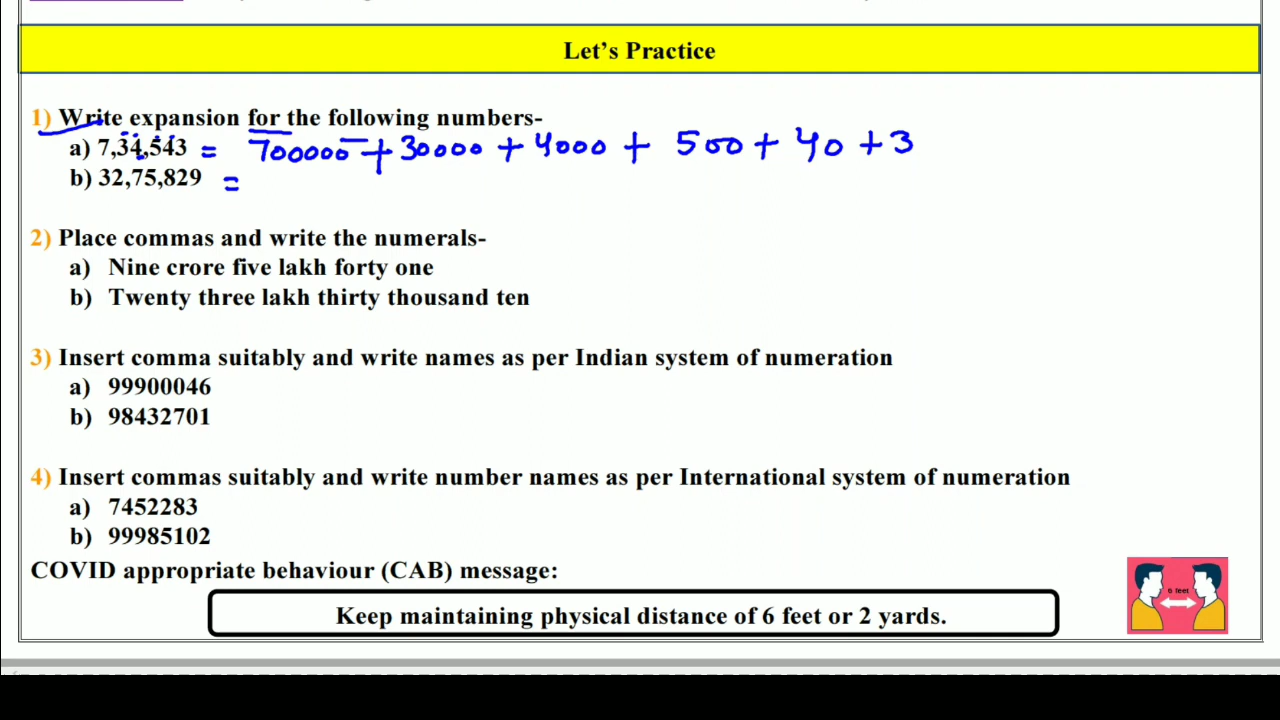 Let's Practice
1) Write expansion for the following numbers-
a) 7,34,543 = 700000 + 30000 + 4000 + 500 + 40 + 3
b) 32,75,829 =
2) Place commas and write the numerals-
a) Nine crore five lakh forty one
b) Twenty three lakh thirty thousand ten
3) Insert comma suitably and write names as per Indian system of numeration
a) 99900046
b) 98432701
4) Insert commas suitably and write number names as per International system of numeration
a) 7452283
b) 99985102
COVID appropriate behaviour (CAB) message:
6 feet
Keep maintaining physical distance of 6 feet or 2 yards.